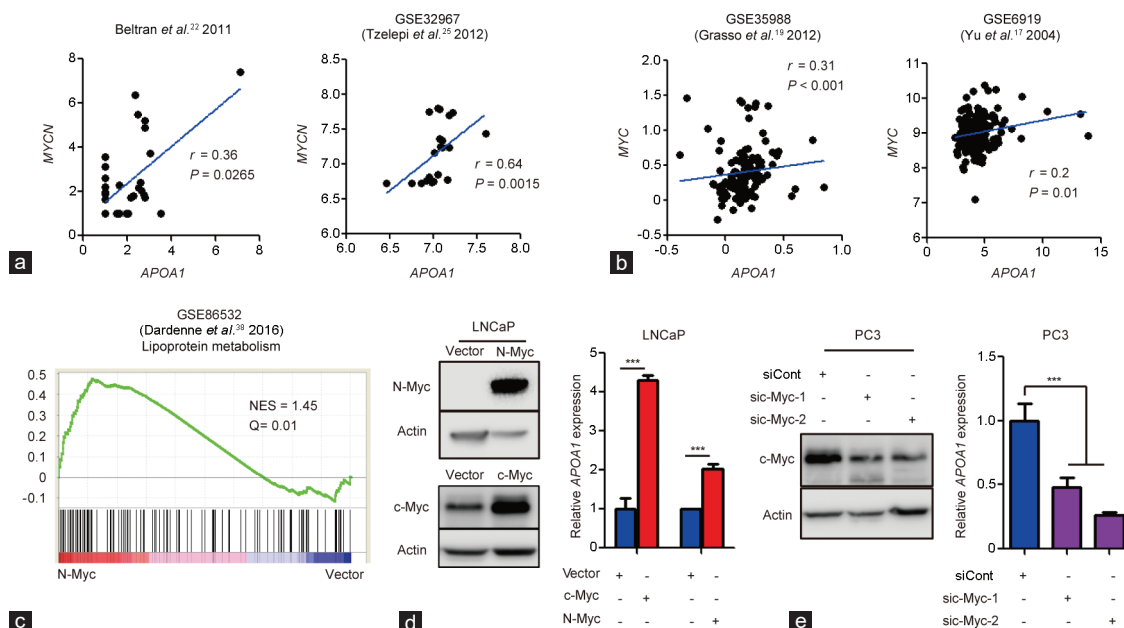 Beltran et al.22 2011
MYCN
8
6
4
2
0
0 2 4 6 8
r = 0.36
P = 0.0265
APOA1
a
GSE32967
(Tzelepi et al.25 2012)
MYCN
8.0
7.5
7.0
6.5
6.0
6.0 6.5 7.0 7.5 8.0
r = 0.64
P = 0.0015
APOA1
GSE35988
(Grasso et al.19 2012)
MYC
2.0
1.5
1.0
0.5
0
-0.5
-0.5 0 0.5 1.0
r = 0.31
P < 0.001
APOA1
b
GSE6919
(Yu et al.17 2004)
MYC
11
10
9
8
7
6
0 5 10 15
r = 0.2
P = 0.01
APOA1
GSE86532
(Dardenne et al.38 2016)
Lipoprotein metabolism
0.5
0.4
0.3
0.2
0.1
0
-0.1
NES = 1.45
Q= 0.01
N-Myc Vector
c
LNCaP
Vector N-Myc
N-Myc
Actin
Vector c-Myc
c-Myc
Actin
d
LNCaP
Relative APOA1 expression
5
4
3
2
1
0
***
***
Vector + - + -
c-Myc - + - -
N-Myc - - - +
PC3
siCont + - -
sic-Myc-1 - + -
sic-Myc-2 - - +
c-Myc
Actin
e
PC3
Relative APOA1 expression
1.5
1.0
0.5
0
***
siCont + - -
sic-Myc-1 - + -
sic-Myc-2 - - +